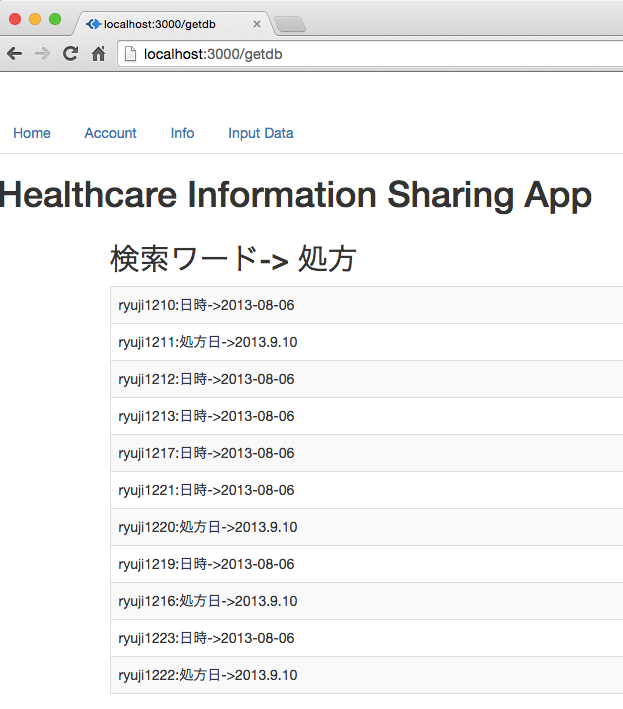 localhost:3000/getdb
localhost:3000/getdb
Home Account Info Input Data
Healthcare Information Sharing App
検索ワード-> 処方
ryuji1210:日時->2013-08-06
ryuji1211:処方日->2013.9.10
ryuji1212:日時->2013-08-06
ryuji1213:日時->2013-08-06
ryuji1217:日時->2013-08-06
ryuji1221:日時->2013-08-06
ryuji1220:処方日->2013.9.10
ryuji1219:日時->2013-08-06
ryuji1216:処方日->2013.9.10
ryuji1223:日時->2013-08-06
ryuji1222:処方日->2013.9.10